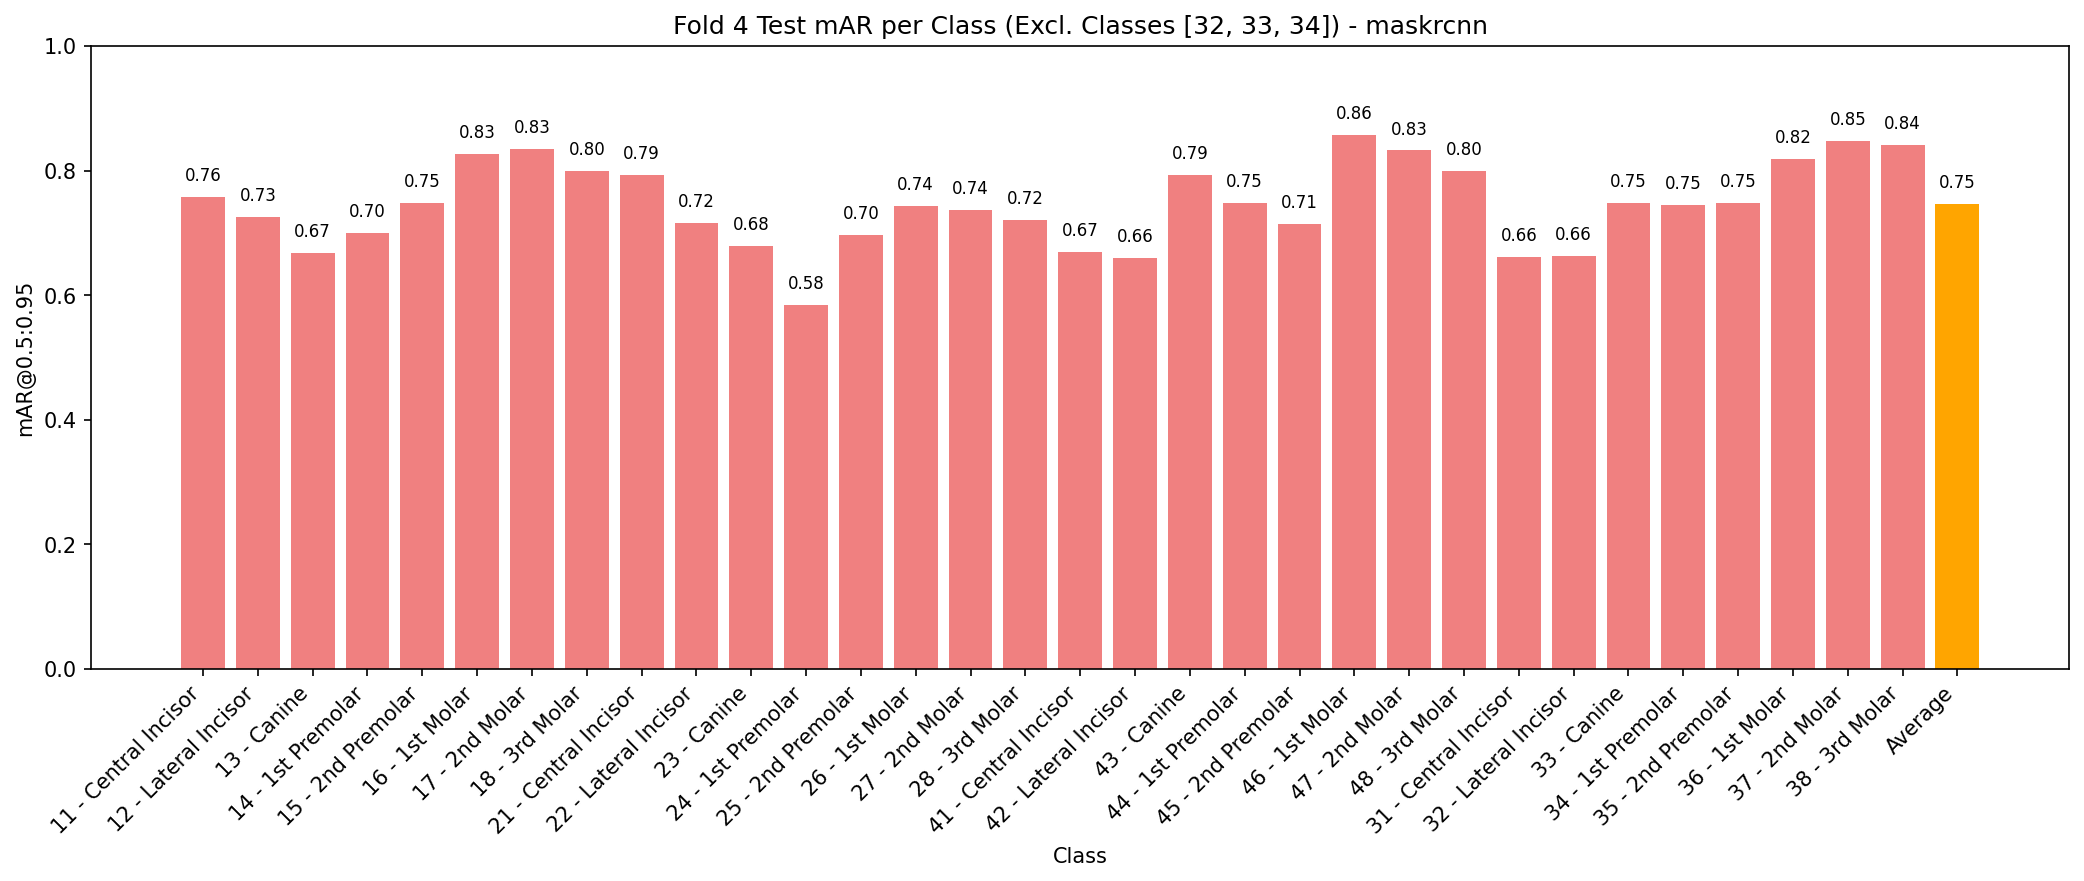 Fold 4 Test mAR per Class (Excl. Classes [32, 33, 34]) - maskrcnn
mAR@0.5:0.95
1.0
0.8
0.6
0.4
0.2
0.0
0.76
0.73
0.67
0.70
0.75
0.83
0.83
0.80
0.79
0.72
0.68
0.58
0.70
0.74
0.74
0.72
0.67
0.66
0.79
0.75
0.71
0.86
0.83
0.80
0.66
0.66
0.75
0.75
0.75
0.82
0.85
0.84
0.75
11 - Central Incisor
12 - Lateral Incisor
13 - Canine
14 - 1st Premolar
15 - 2nd Premolar
16 - 1st Molar
17 - 2nd Molar
18 - 3rd Molar
21 - Central Incisor
22 - Lateral Incisor
23 - Canine
24 - 1st Premolar
25 - 2nd Premolar
26 - 1st Molar
27 - 2nd Molar
28 - 3rd Molar
41 - Central Incisor
42 - Lateral Incisor
43 - Canine
44 - 1st Premolar
45 - 2nd Premolar
46 - 1st Molar
47 - 2nd Molar
48 - 3rd Molar
31 - Central Incisor
32 - Lateral Incisor
33 - Canine
34 - 1st Premolar
35 - 2nd Premolar
36 - 1st Molar
37 - 2nd Molar
38 - 3rd Molar
Average
Class